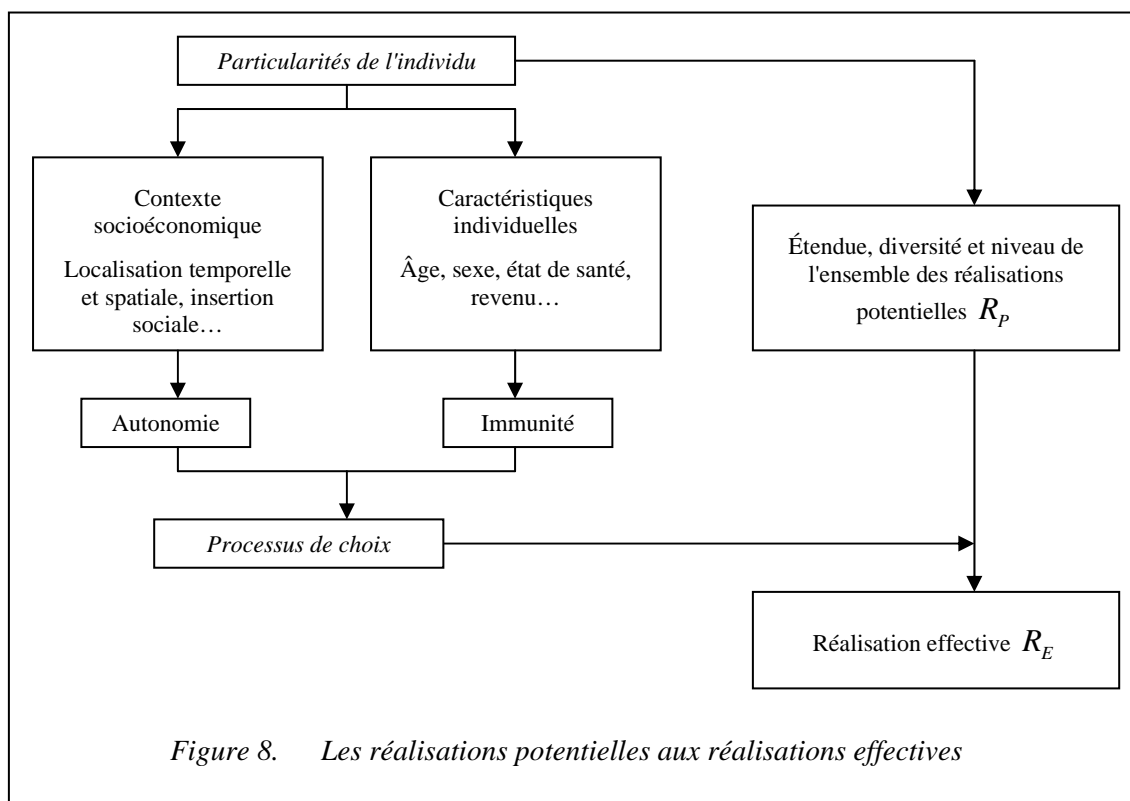 Particularités de l'individu
Contexte
socioéconomique
Localisation temporelle
et spatiale, insertion
sociale…
Caractéristiques
individuelles
Âge, sexe, état de santé,
revenu…
Étendue, diversité et niveau de
l'ensemble des réalisations
potentielles R_P
Autonomie
Immunité
Processus de choix
Réalisation effective R_E
Figure 8. Les réalisations potentielles aux réalisations effectives